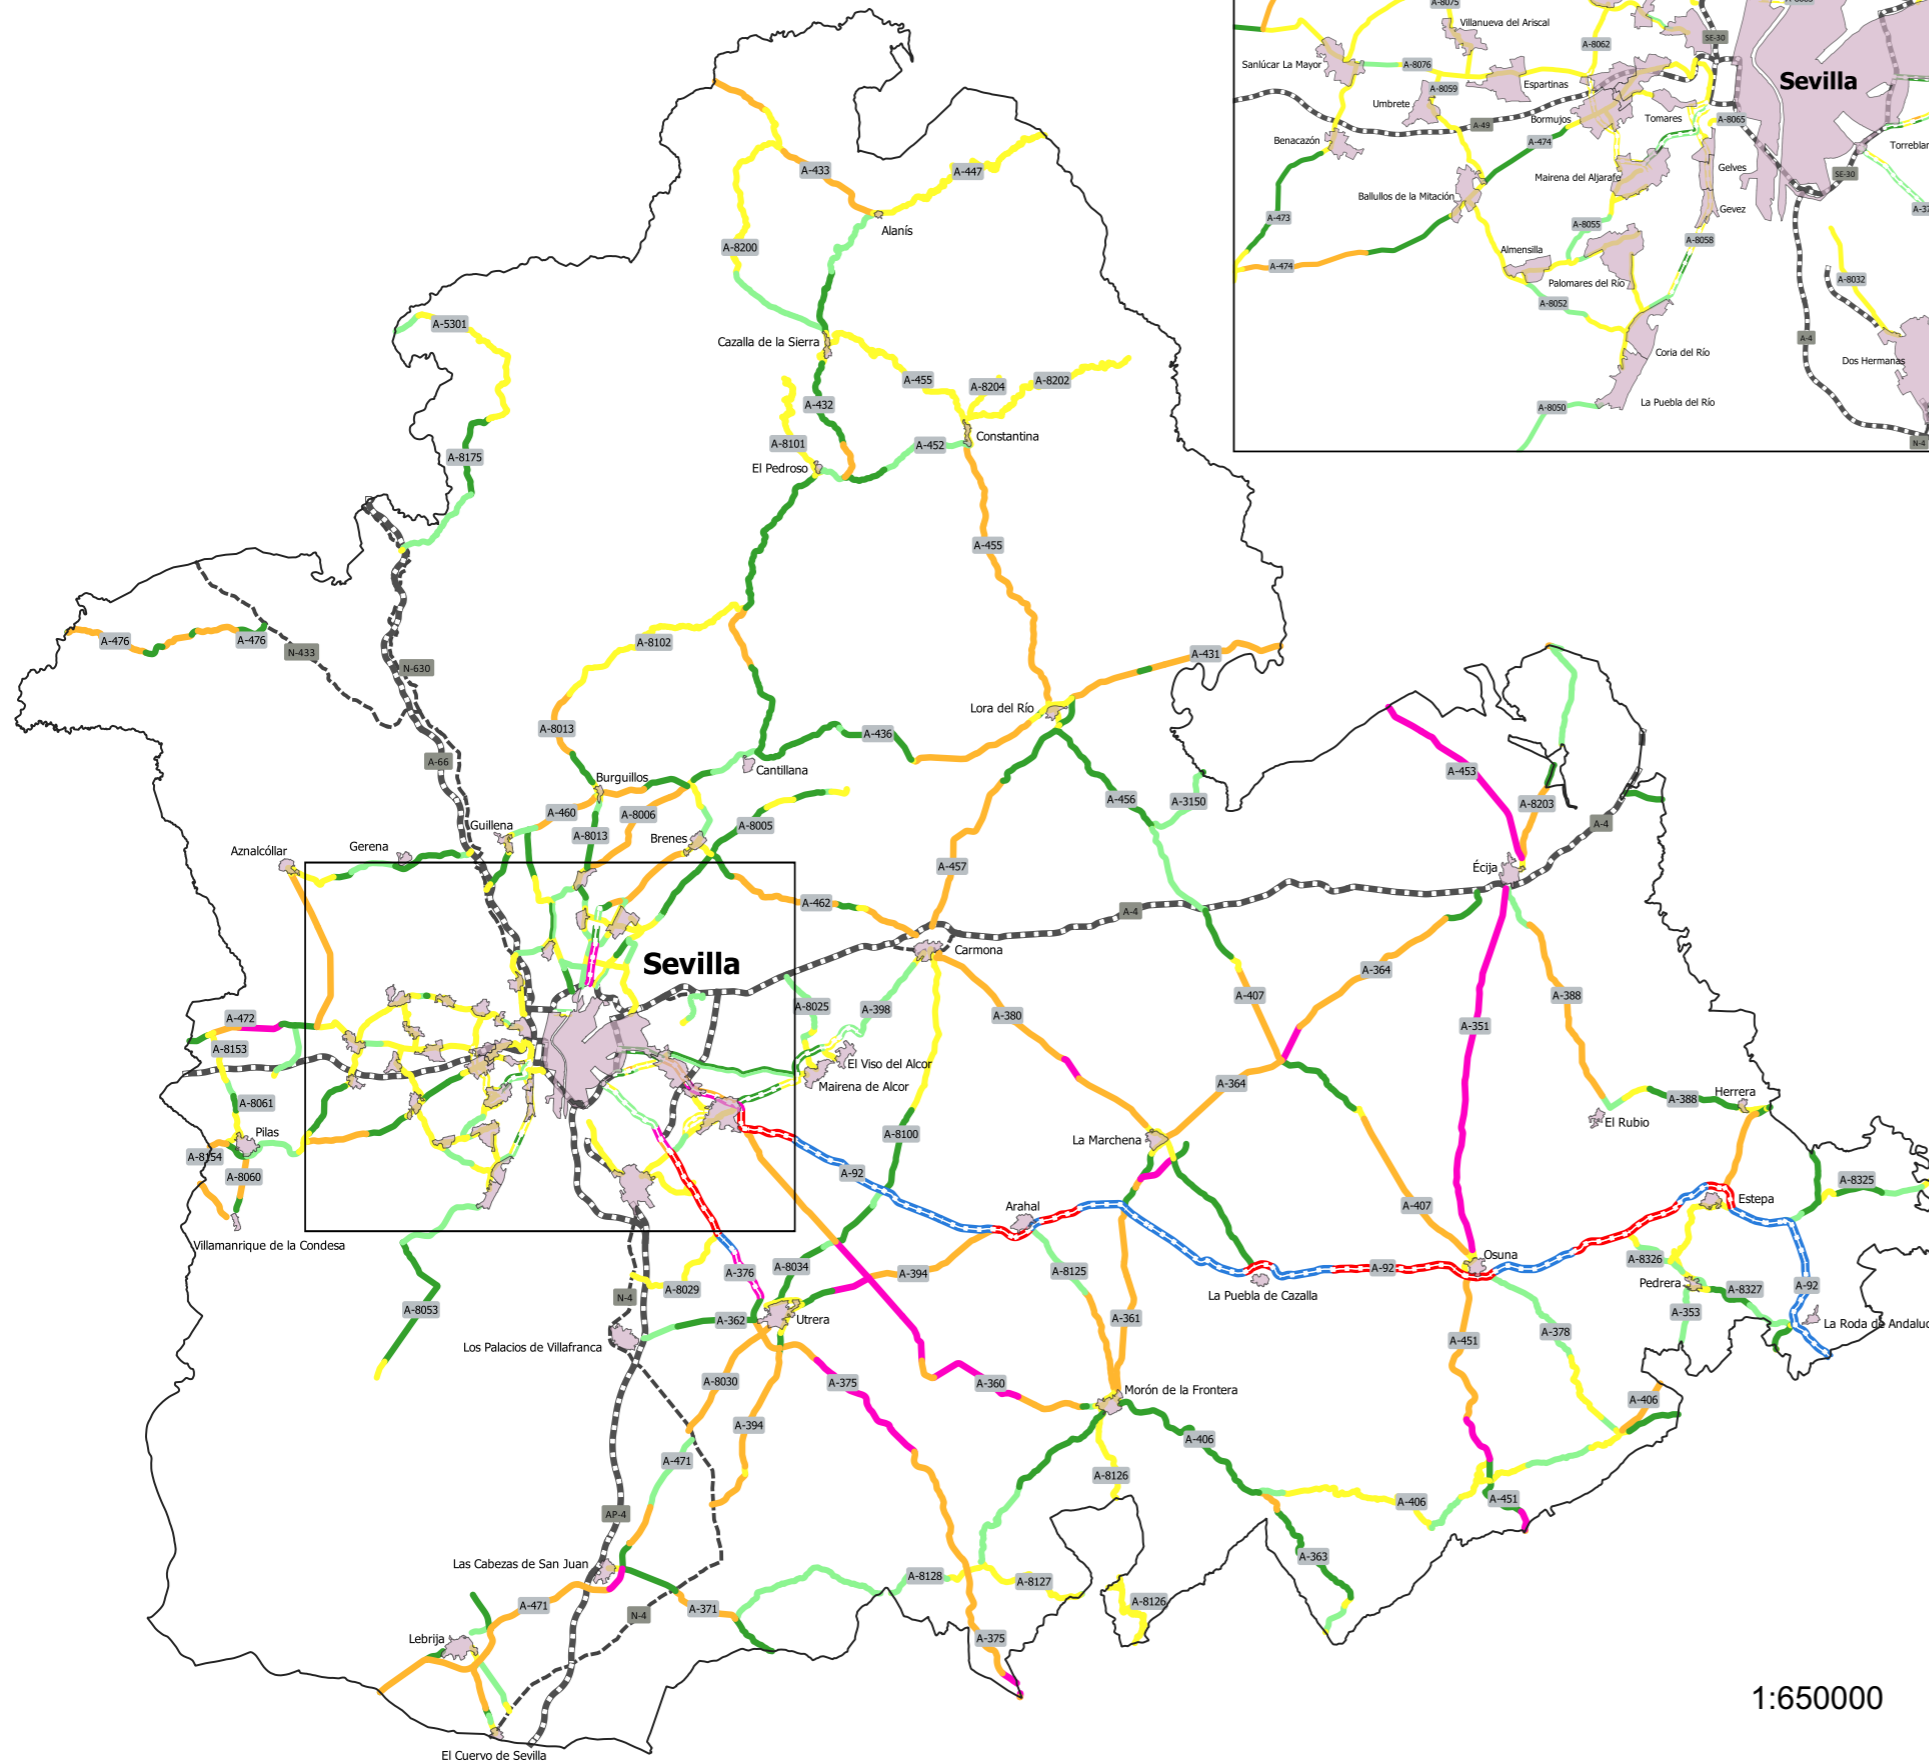 A-8075
Villanueva del Ariscal
SE-30
A-8062
Sanlúcar La Mayor
A-8076
Espartinas
Sevilla
A-8059
Umbrete
A-49
Bormujos
Tomares
A-8065
Benacazón
A-474
Torreblan
Mairena del Aljarafe
Gelves
SE-30
Ballullos de la Mitación
Gevez
A-473
A-8055
A-37
A-8058
Almensilla
A-474
Palomares del Río
A-8032
A-8052
A-4
Coria del Río
Dos Hermanas
A-8050
La Puebla del Río
N-4
A-433
A-447
Alanís
A-8200
A-5301
Cazalla de la Sierra
A-455
A-8204
A-8202
A-432
A-8101
A-452
Constantina
A-8175
El Pedroso
A-455
A-476
A-476
N-433
A-8102
N-630
A-431
Lora del Río
A-8013
A-436
A-66
Cantillana
A-453
Burguillos
A-456
A-3150
A-8203
A-460
A-8006
Guillena
A-8013
Brenes
A-8005
A-4
Aznalcóllar
Gerena
A-457
Écija
A-462
A-4
Sevilla
Carmona
A-364
A-8025
A-398
A-407
A-388
A-472
A-380
A-351
A-8153
El Viso del Alcor
Mairena de Alcor
A-364
A-8061
A-388
Herrera
Pilas
A-8100
La Marchena
El Rubio
A-8154
A-8060
A-92
A-8325
Arahal
A-407
Estepa
Villamanrique de la Condesa
Osuna
A-376
A-8034
A-394
A-8125
A-92
A-8326
A-8029
La Puebla de Cazalla
Pedrera
A-8327
A-92
N-4
A-8053
A-362
Utrera
A-361
A-353
La Roda de Andaluc
Los Palacios de Villafranca
A-451
A-378
A-8030
A-375
A-360
Morón de la Frontera
A-406
A-394
A-406
A-471
A-8126
A-406
A-451
AP-4
A-363
Las Cabezas de San Juan
A-8128
A-8127
A-471
N-4
A-371
A-8126
Lebrija
A-375
1:650000
El Cuervo de Sevilla